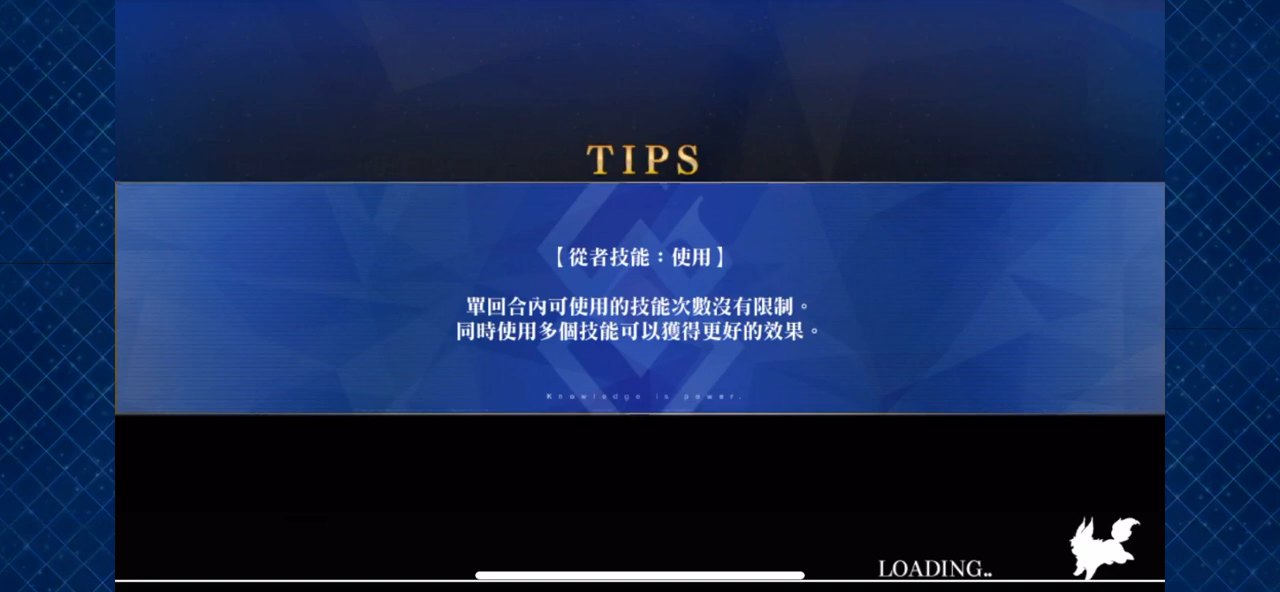 TIPS
【從者技能：使用】
單回合內可使用的技能次數沒有限制。
同時使用多個技能可以獲得更好的效果。
Knowledge is power.
LOADING..